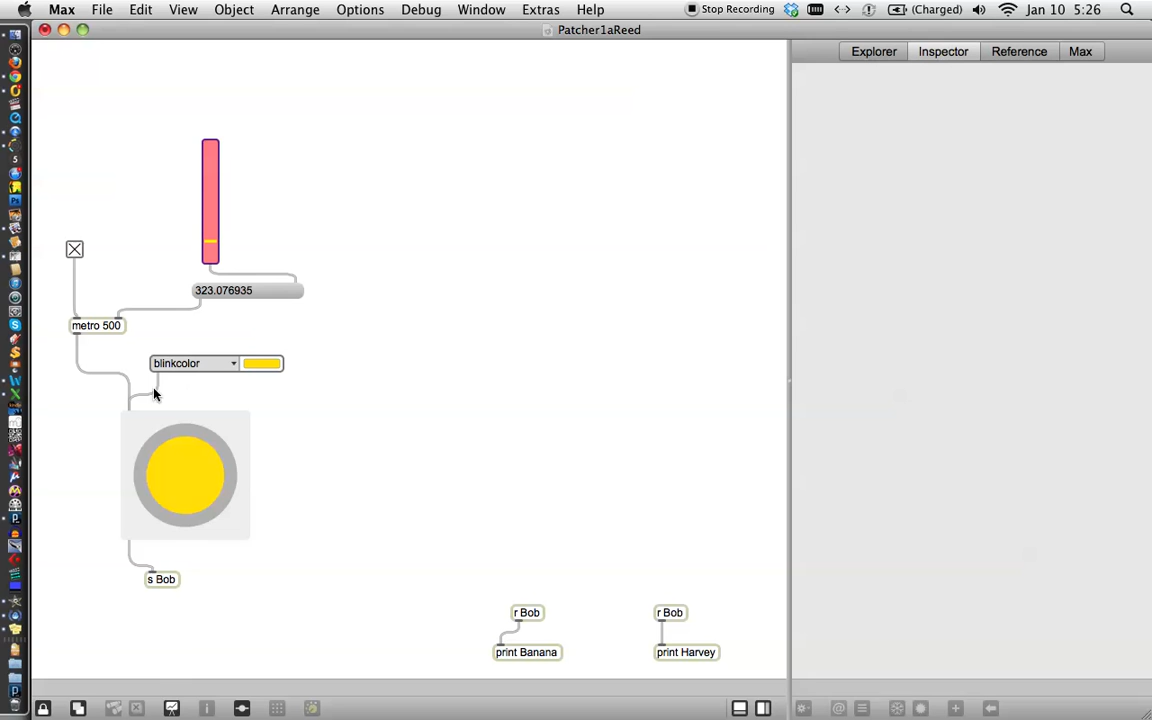 Max File Edit View Object Arrange Options Debug Window Extras Help Stop Recording (Charged) Jan 10 5:26
Patcher1aReed
Explorer Inspector Reference Max
323.076935
metro 500
blinkcolor
s Bob
r Bob r Bob
print Banana print Harvey